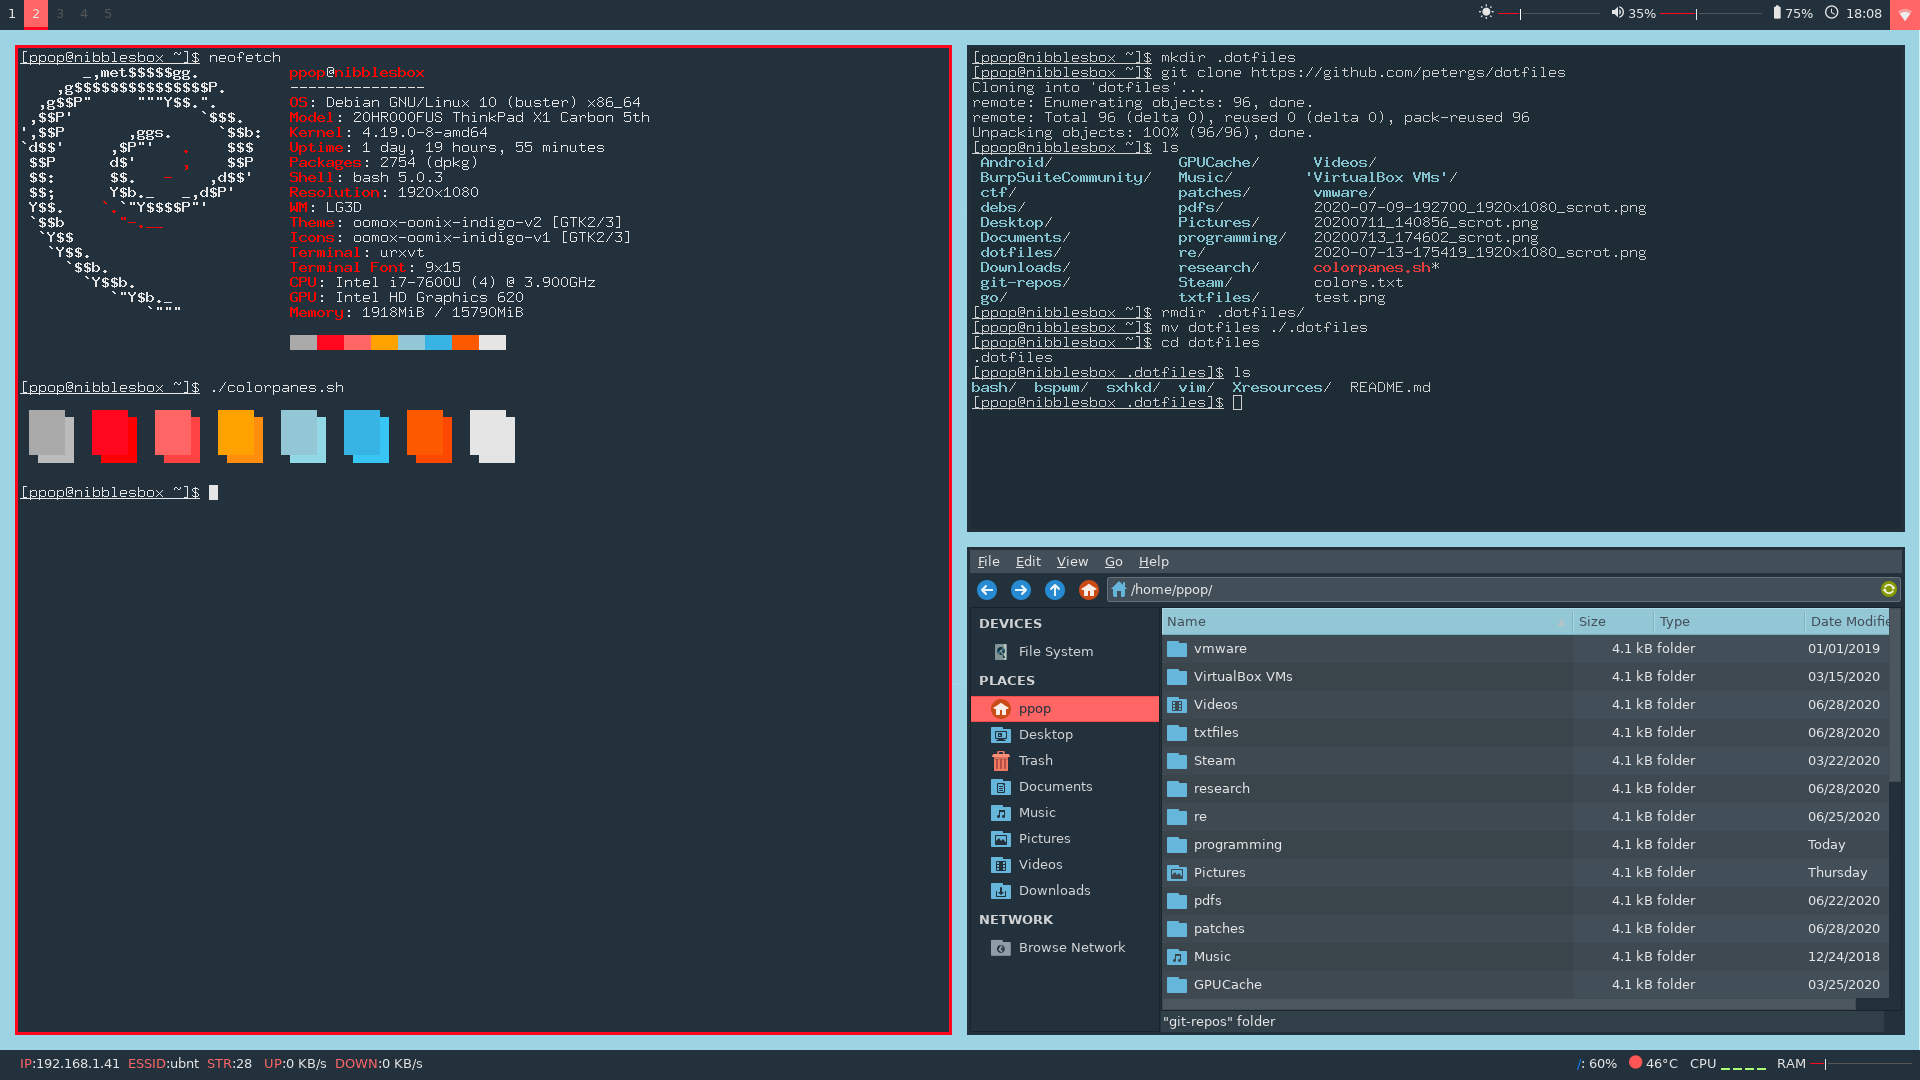 1 2 3 4 5
35% 75% 18:08
[ppop@nibblesbox ~]$ neofetch
_,met$$$$$gg.
,g$$$$$$$$$$$$$$$P.
,g$$P"     """Y$$.".
,$$P'              `$$$.
',$$P       ,ggs.     `$$b:
`d$$'     ,$P"'   .    $$$
$$P      d$'     ,    $$P
$$:      $$.   -    ,d$$'
$$;      Y$b._   _,d$P'
Y$$.    `.`"Y$$$$P"'
`$$b      "-.__
`Y$$
`Y$$.
`$$b.
`Y$$b.
`"Y$b._
`"""
ppop@nibblesbox
---------------
OS: Debian GNU/Linux 10 (buster) x86_64
Model: 20HR000FUS ThinkPad X1 Carbon 5th
Kernel: 4.19.0-8-amd64
Uptime: 1 day, 19 hours, 55 minutes
Packages: 2754 (dpkg)
Shell: bash 5.0.3
Resolution: 1920x1080
WM: LG3D
Theme: oomox-oomix-indigo-v2 [GTK2/3]
Icons: oomox-oomix-inidigo-v1 [GTK2/3]
Terminal: urxvt
Terminal Font: 9x15
CPU: Intel i7-7600U (4) @ 3.900GHz
GPU: Intel HD Graphics 620
Memory: 1918MiB / 15790MiB
[ppop@nibblesbox ~]$ ./colorpanes.sh
[ppop@nibblesbox ~]$
[ppop@nibblesbox ~]$ mkdir .dotfiles
[ppop@nibblesbox ~]$ git clone https://github.com/petergs/dotfiles
Cloning into 'dotfiles'...
remote: Enumerating objects: 96, done.
remote: Total 96 (delta 0), reused 0 (delta 0), pack-reused 96
Unpacking objects: 100% (96/96), done.
[ppop@nibblesbox ~]$ ls
Android/ GPUCache/ Videos/
BurpSuiteCommunity/ Music/ 'VirtualBox VMs'/
ctf/ patches/ vmware/
debs/ pdfs/ 2020-07-09-192700_1920x1080_scrot.png
Desktop/ Pictures/ 20200711_140856_scrot.png
Documents/ programming/ 20200713_174602_scrot.png
dotfiles/ re/ 2020-07-13-175419_1920x1080_scrot.png
Downloads/ research/ colorpanes.sh*
git-repos/ Steam/ colors.txt
go/ txtfiles/ test.png
[ppop@nibblesbox ~]$ rmdir .dotfiles/
[ppop@nibblesbox ~]$ mv dotfiles ./.dotfiles
[ppop@nibblesbox ~]$ cd dotfiles
.dotfiles
[ppop@nibblesbox .dotfiles]$ ls
bash/ bspwm/ sxhkd/ vim/ Xresources/ README.md
[ppop@nibblesbox .dotfiles]$
File Edit View Go Help
/home/ppop/
DEVICES
File System
PLACES
ppop
Desktop
Trash
Documents
Music
Pictures
Videos
Downloads
NETWORK
Browse Network
Name Size Type Date Modifie
vmware 4.1 kB folder 01/01/2019
VirtualBox VMs 4.1 kB folder 03/15/2020
Videos 4.1 kB folder 06/28/2020
txtfiles 4.1 kB folder 06/28/2020
Steam 4.1 kB folder 03/22/2020
research 4.1 kB folder 06/28/2020
re 4.1 kB folder 06/25/2020
programming 4.1 kB folder Today
Pictures 4.1 kB folder Thursday
pdfs 4.1 kB folder 06/22/2020
patches 4.1 kB folder 06/28/2020
Music 4.1 kB folder 12/24/2018
GPUCache 4.1 kB folder 03/25/2020
"git-repos" folder
IP:192.168.1.41 ESSID:ubnt STR:28 UP:0 KB/s DOWN:0 KB/s
/: 60% 46°C CPU RAM